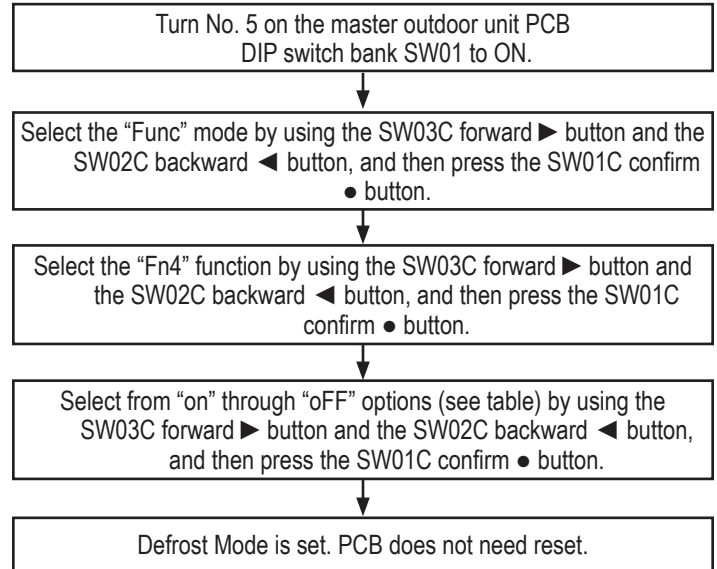 Turn No. 5 on the master outdoor unit PCB
DIP switch bank SW01 to ON.
Select the “Func” mode by using the SW03C forward ► button and the
SW02C backward ◄ button, and then press the SW01C confirm
● button.
Select the “Fn4” function by using the SW03C forward ► button and
the SW02C backward ◄ button, and then press the SW01C
confirm ● button.
Select from “on” through “oFF” options (see table) by using the
SW03C forward ► button and the SW02C backward ◄ button,
and then press the SW01C confirm ● button.
Defrost Mode is set. PCB does not need reset.